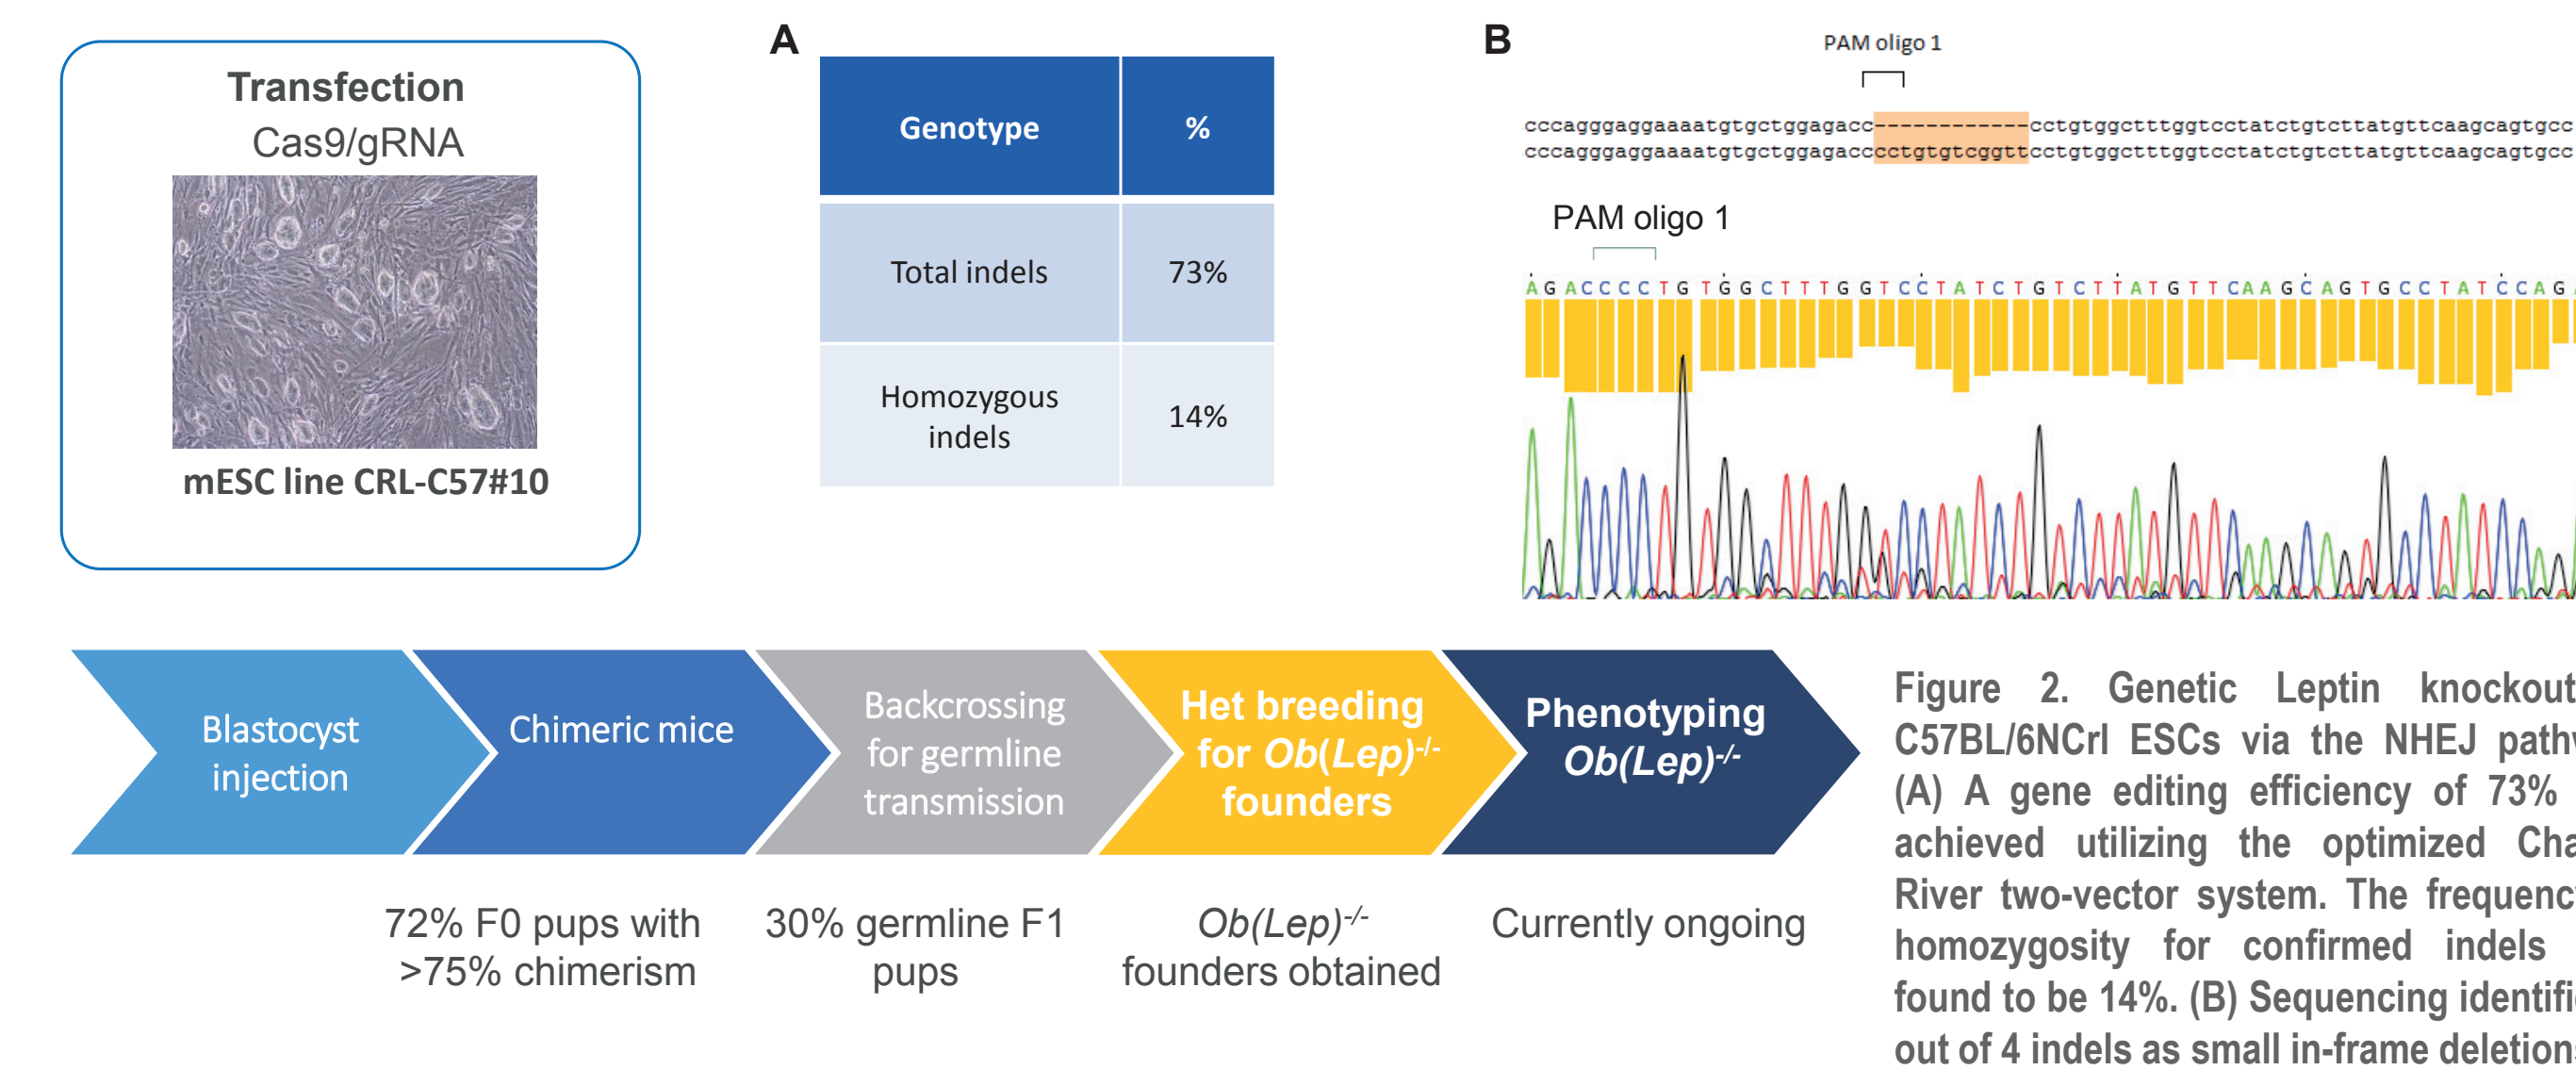 Transfection
Cas9/gRNA
mESC line CRL-C57#10
A
Genotype %
Total indels 73%
Homozygous
indels
14%
B
PAM oligo 1
cccagggaggaaaatgtgctggagacc------------cctgtggctttggtcctatctgtcttatgttcaagcagtgcc
cccagggaggaaaatgtgctggagacccctgtgtcggttcctgtggctttggtcctatctgtcttatgttcaagcagtgcc
PAM oligo 1
AGACCCCTGTGGCTTTGGTCCTATCTGTCTTATGTTCAAGCAGTGCCTATCCAG
Blastocyst
injection
Chimeric mice
Backcrossing
for germline
transmission
Het breeding
for Ob(Lep)-/-
founders
Phenotyping
Ob(Lep)-/-
72% F0 pups with
>75% chimerism
30% germline F1
pups
Ob(Lep)-/-
founders obtained
Currently ongoing
Figure 2. Genetic Leptin knockout
C57BL/6NCrl ESCs via the NHEJ
(A) A gene editing efficiency of 73%
achieved utilizing the optimized
River two-vector system. The
homozygosity for confirmed indels
found to be 14%. (B) Sequencing
out of 4 indels as small in-frame